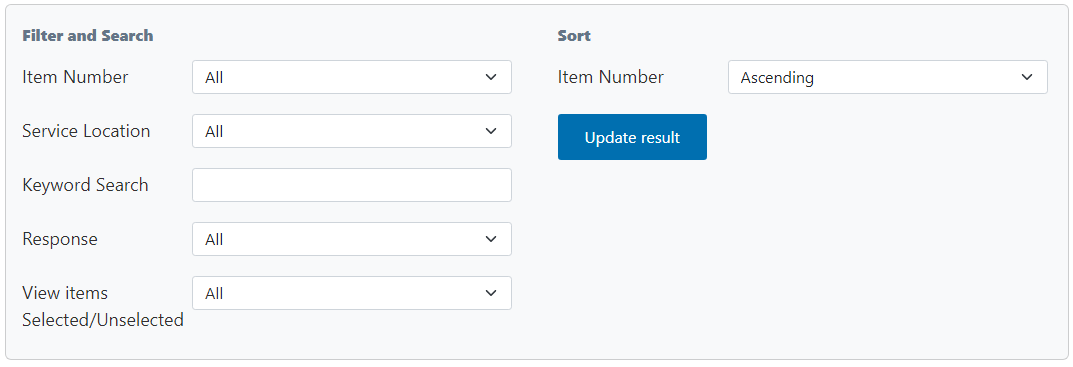 Filter and Search
Item Number All
Service Location All
Keyword Search
Response All
View items All
Selected/Unselected
Sort
Item Number Ascending
Update result